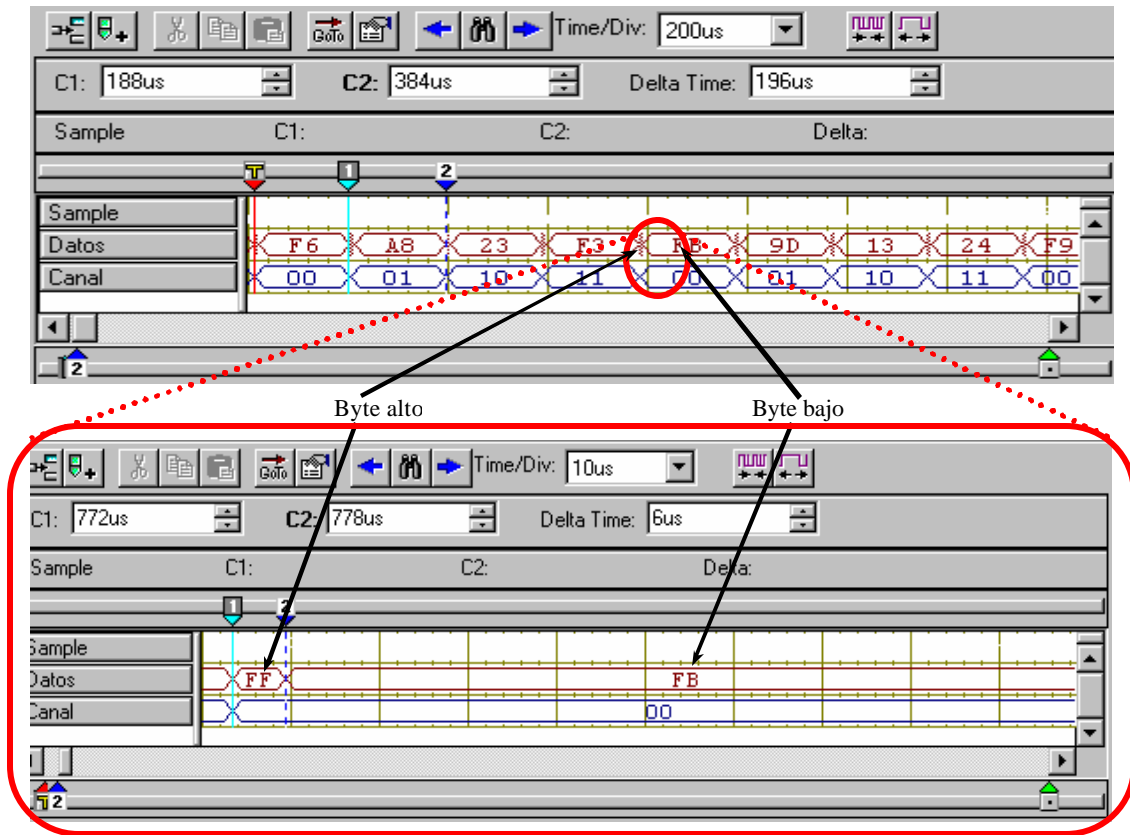 GoTo Time/Div: 200us
C1: 188us C2: 384us Delta Time: 196us
Sample C1: C2: Delta:
T 1 2
Sample
Datos F6 A8 23 F3 FB 9D 13 24 F9
Canal 00 01 10 11 00 01 10 11 00
2
Byte alto Byte bajo
GoTo Time/Div: 10us
C1: 772us C2: 778us Delta Time: 6us
Sample C1: C2: Delta:
1 2
Sample
Datos FF FB
Canal 00
T 2